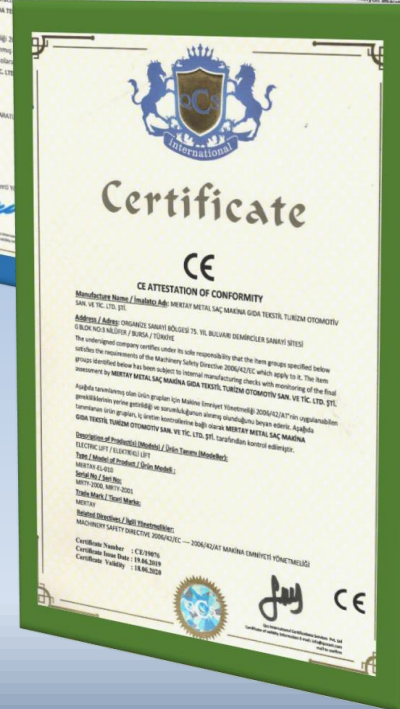 QCS
International
Certificate
CE
CE ATTESTATION OF CONFORMITY
Manufacture Name / İmalatçı Adı: MERTAY METAL SAÇ MAKİNA GIDA TEKSTİL TURİZM OTOMOTİV
SAN. VE TİC. LTD. ŞTİ.
Address / Adres: ORGANİZE SANAYİ BÖLGESİ 75. YIL BULVARI DEMİRCİLER SANAYİ SİTESİ
G BLOK NO:3 NİLÜFER / BURSA / TÜRKİYE
The undersigned company certifies under its sole responsibility that the item groups specified below
satisfies the requirements of the Machinery Safety Directive 2006/42/EC which apply to it. The item
groups identified below has been subject to internal manufacturing checks with monitoring of the final
assessment by MERTAY METAL SAÇ MAKİNA GIDA TEKSTİL TURİZM OTOMOTİV SAN. VE TİC. LTD. ŞTİ.
Aşağıda tanımlanmış olan ürün grupları için Makine Emniyet Yönetmeliği 2006/42/AT'nin uygulanabilen
gerekliliklerinin yerine getirildiği ve sorumluluğunun alınmış olunduğunu beyan ederiz. Aşağıda
tanımlanan ürün grupları, iç üretim kontrollerine bağlı olarak MERTAY METAL SAÇ MAKİNA
GIDA TEKSTİL TURİZM OTOMOTİV SAN. VE TİC. LTD. ŞTİ. tarafından kontrol edilmiştir.
Description of Product(s) (Models) / Ürün Tanımı (Modeller):
ELECTRIC LIFT / ELEKTRİKLİ LİFT
Type / Model of Product / Ürün Modeli :
MERTAY-EL-010
Serial No / Seri No:
MRTY-2000, MRTY-2001
Trade Mark / Ticari Marka:
MERTAY
Related Directives / İlgili Yönetmelikler:
MACHINORY SAFETY DIRECTIVE 2006/42/EC --- 2006/42/AT MAKİNA EMNİYETİ YÖNETMELİĞİ
Certificate Number : CE/19076
Certificate Issue Date : 19.06.2019
Certificate Validity : 18.06.2020
QCS
CE